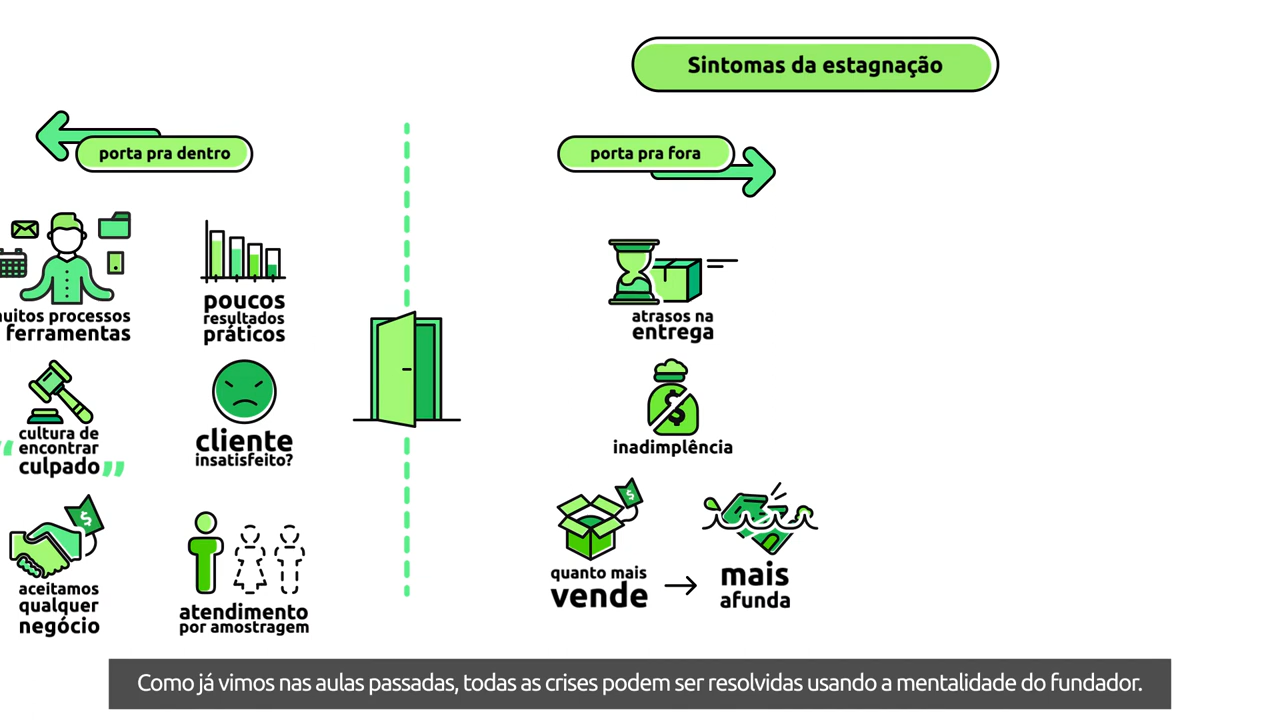 Sintomas da estagnação
porta pra dentro
porta pra fora
processos
ferramentas
poucos
resultados
práticos
cultura de
encontrar
culpado”
cliente
insatisfeito?
aceitamos
qualquer
negócio
atendimento
por amostragem
atrasos na
entrega
inadimplência
quanto mais
vende
mais
afunda
Como já vimos nas aulas passadas, todas as crises podem ser resolvidas usando a mentalidade do fundador.